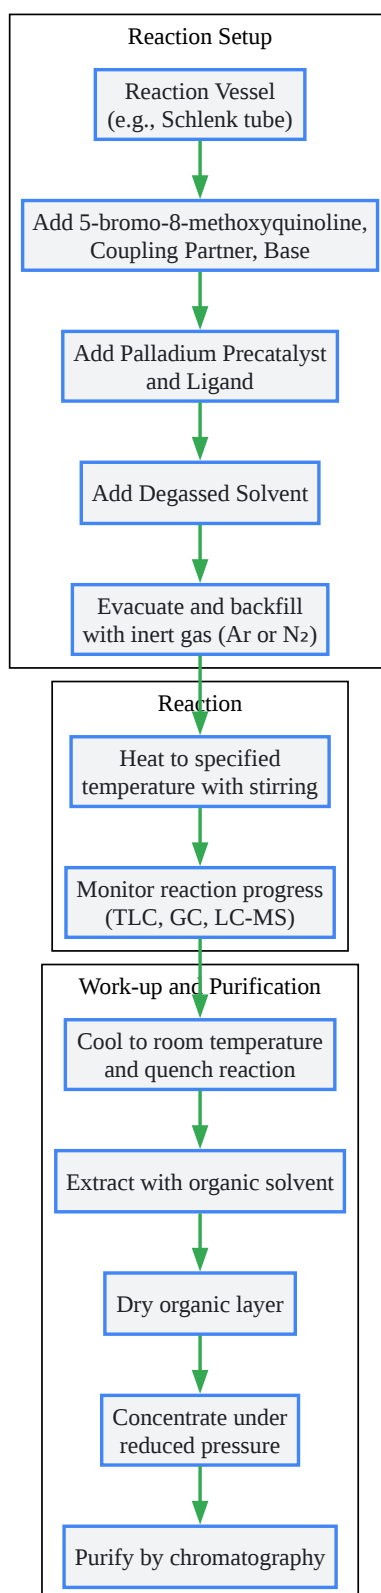 Reaction Setup
Reaction Vessel
(e.g., Schlenk tube)
Add 5-bromo-8-methoxyquinoline,
Coupling Partner, Base
Add Palladium Precatalyst
and Ligand
Add Degassed Solvent
Evacuate and backfill
with inert gas (Ar or N₂)
Reaction
Heat to specified
temperature with stirring
Monitor reaction progress
(TLC, GC, LC-MS)
Work-up and Purification
Cool to room temperature
and quench reaction
Extract with organic solvent
Dry organic layer
Concentrate under
reduced pressure
Purify by chromatography